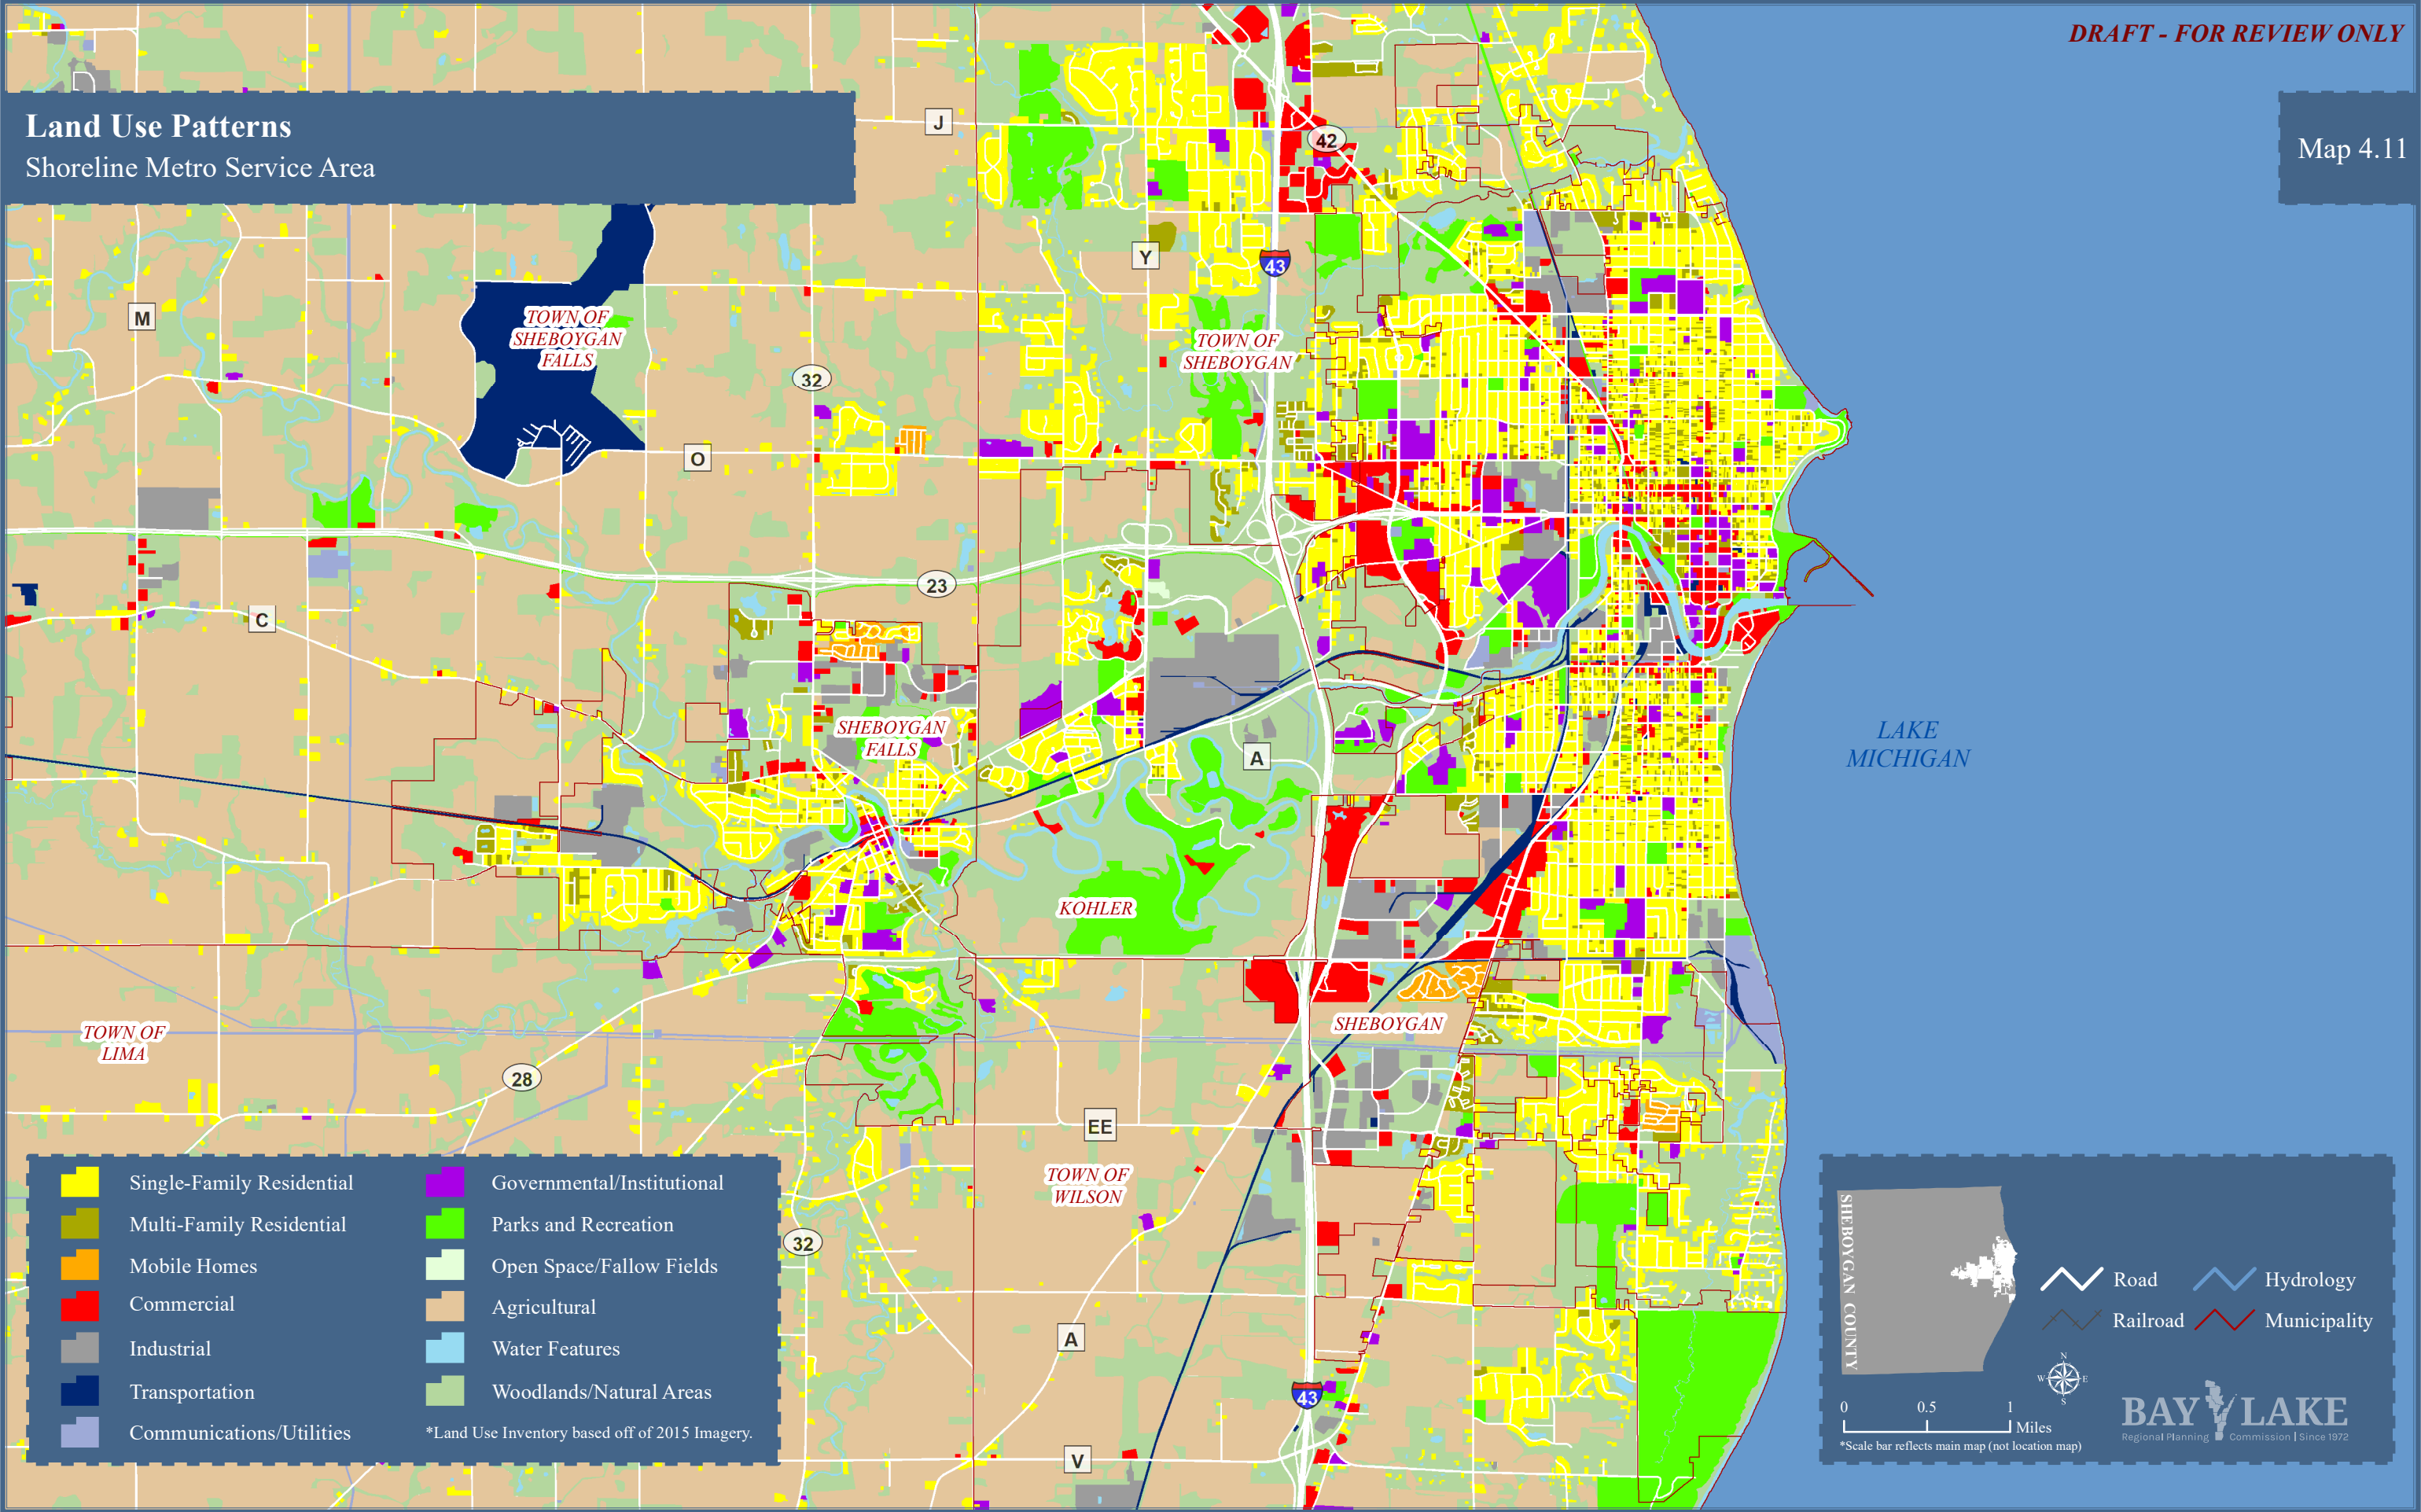 DRAFT - FOR REVIEW ONLY
Land Use Patterns
Shoreline Metro Service Area
Map 4.11
J
42
Y
43
M
TOWN OF
SHEBOYGAN
FALLS
TOWN OF
SHEBOYGAN
32
O
23
C
SHEBOYGAN
FALLS
A
LAKE
MICHIGAN
KOHLER
SHEBOYGAN
TOWN OF
LIMA
28
EE
TOWN OF
WILSON
32
A
43
V
Single-Family Residential
Multi-Family Residential
Mobile Homes
Commercial
Industrial
Transportation
Communications/Utilities
Governmental/Institutional
Parks and Recreation
Open Space/Fallow Fields
Agricultural
Water Features
Woodlands/Natural Areas
*Land Use Inventory based off of 2015 Imagery.
SHEBOYGAN COUNTY
Road
Hydrology
Railroad
Municipality
N
W E
S
0 0.5 1
Miles
*Scale bar reflects main map (not location map)
BAY LAKE
Regional Planning Commission | Since 1972